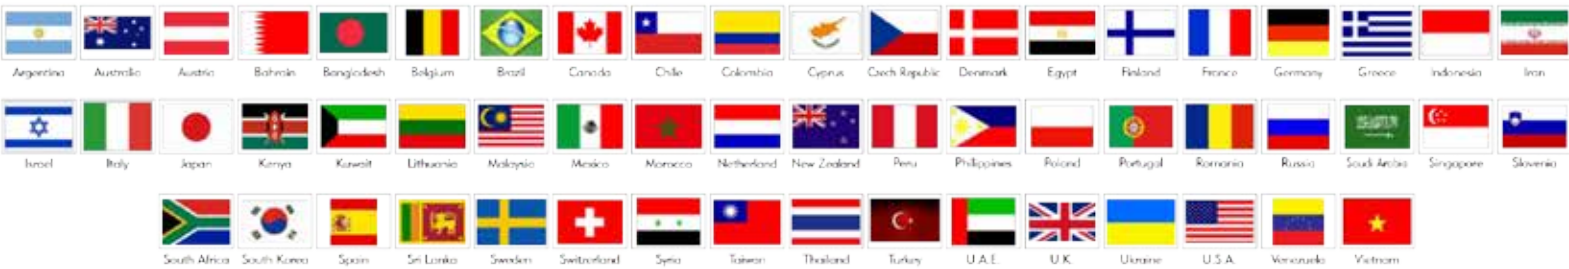 Argentina Australia Austria Bahrain Bangladesh Belgium Brazil Canada Chille Colombia Cyprus Czech Republic Denmark Egypt Finland France Germany Greece Indonesia Iran
Israel Italy Japan Kenya Kuwait Lithuania Malaysia Mexico Morocco Netherland New Zealand Peru Philippines Poland Portugal Romania Russia Saudi Arabia Singapore Slovenia
South Africa South Korea Spain Sri Lanka Sweden Switzerland Syria Taiwan Thailand Turkey U.A.E. U.K. Ukraine U.S.A. Venezuela Vietnam